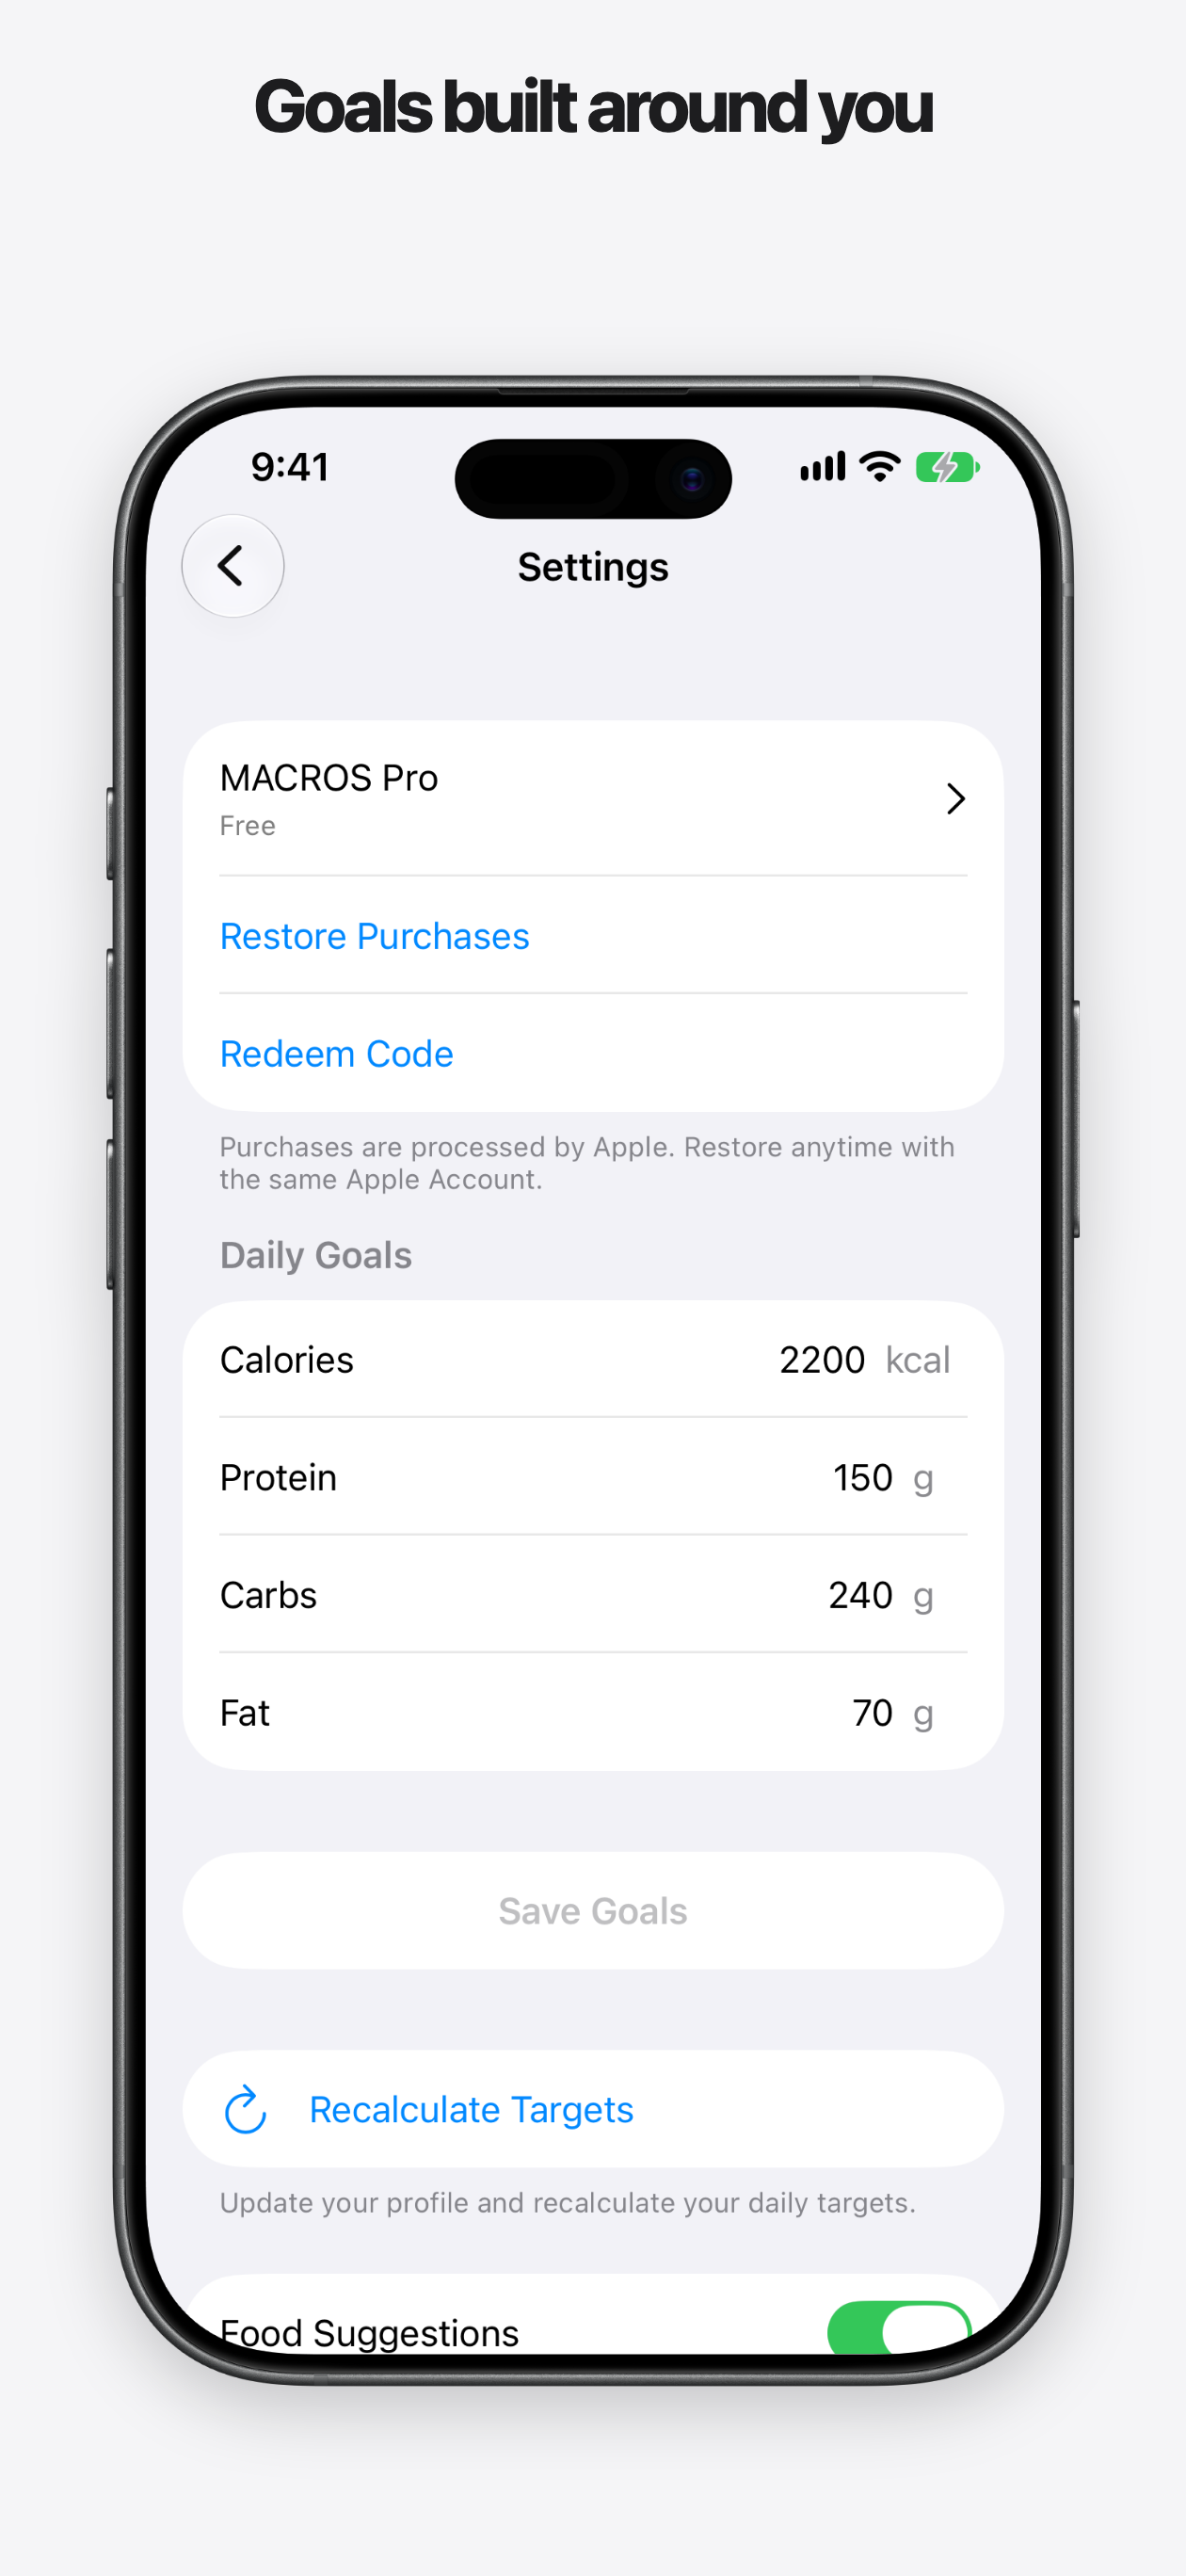 Goals built around you
9:41
Settings
MACROS Pro
Free
Restore Purchases
Redeem Code
Purchases are processed by Apple. Restore anytime with
the same Apple Account.
Daily Goals
Calories 2200 kcal
Protein 150 g
Carbs 240 g
Fat 70 g
Save Goals
Recalculate Targets
Update your profile and recalculate your daily targets.
Food Suggestions